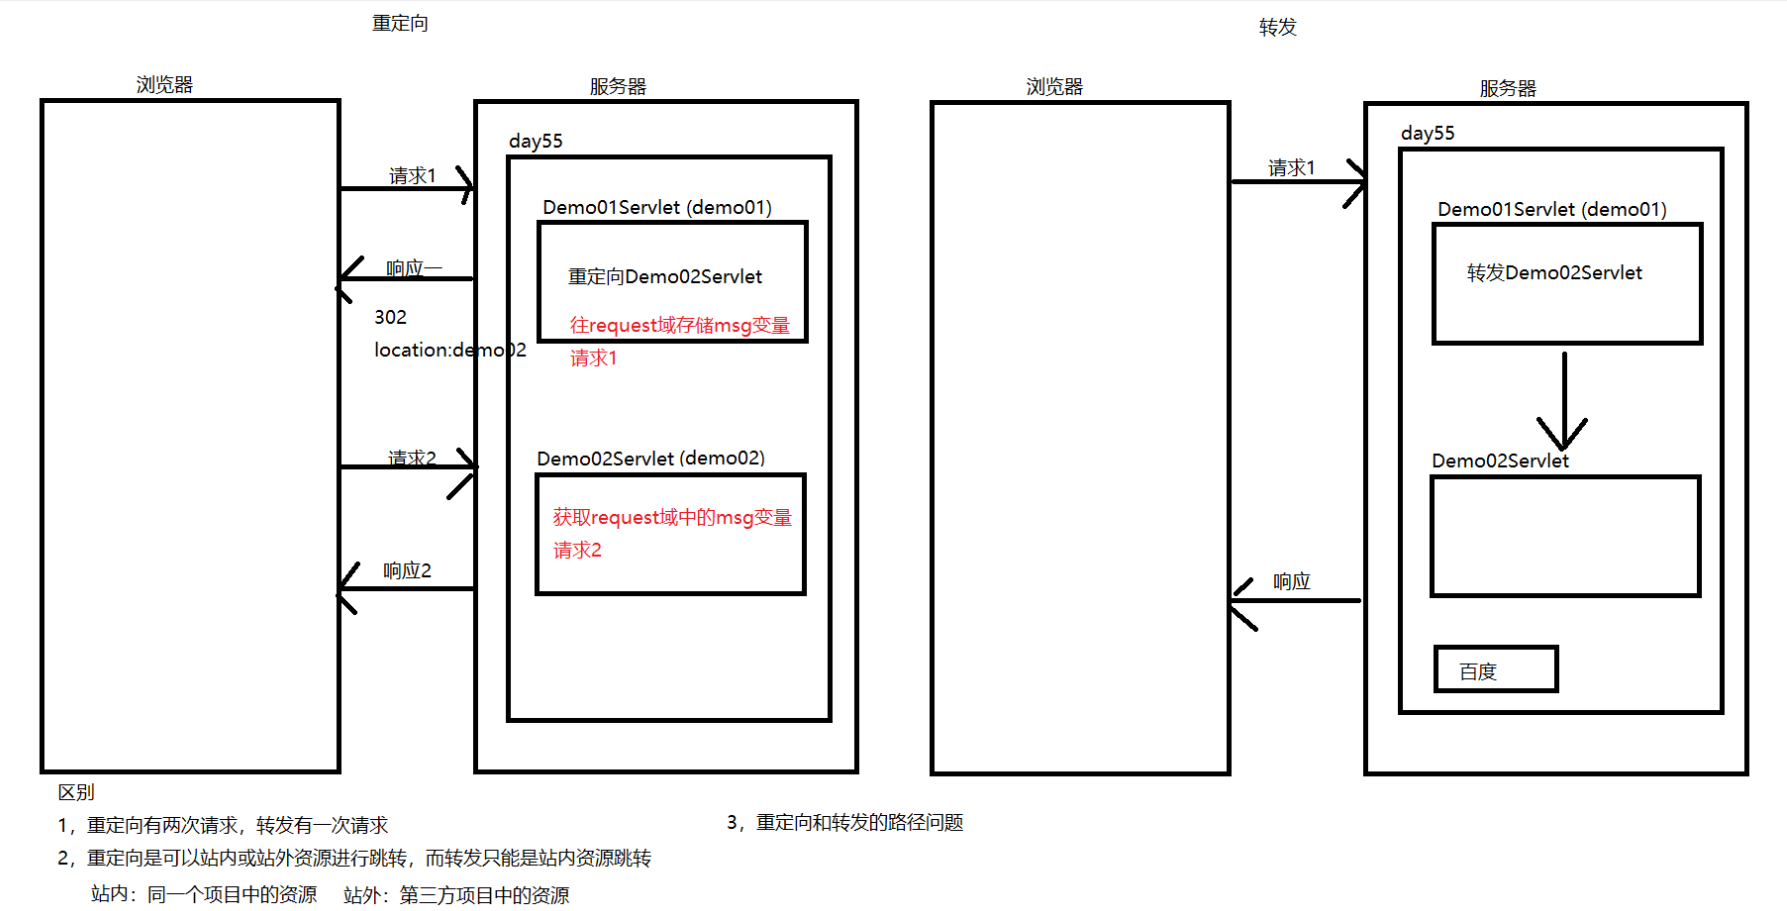 重定向
浏览器
服务器
day55
请求1
Demo01Servlet (demo01)
响应一
重定向Demo02Servlet
302
往request域存储msg变量
location:demo02
请求1
请求2
Demo02Servlet (demo02)
获取request域中的msg变量
请求2
响应2
转发
浏览器
服务器
day55
请求1
Demo01Servlet (demo01)
转发Demo02Servlet
Demo02Servlet
响应
百度
区别
1，重定向有两次请求，转发有一次请求
2，重定向是可以站内或站外资源进行跳转，而转发只能是站内资源跳转
站内：同一个项目中的资源 站外：第三方项目中的资源
3，重定向和转发的路径问题